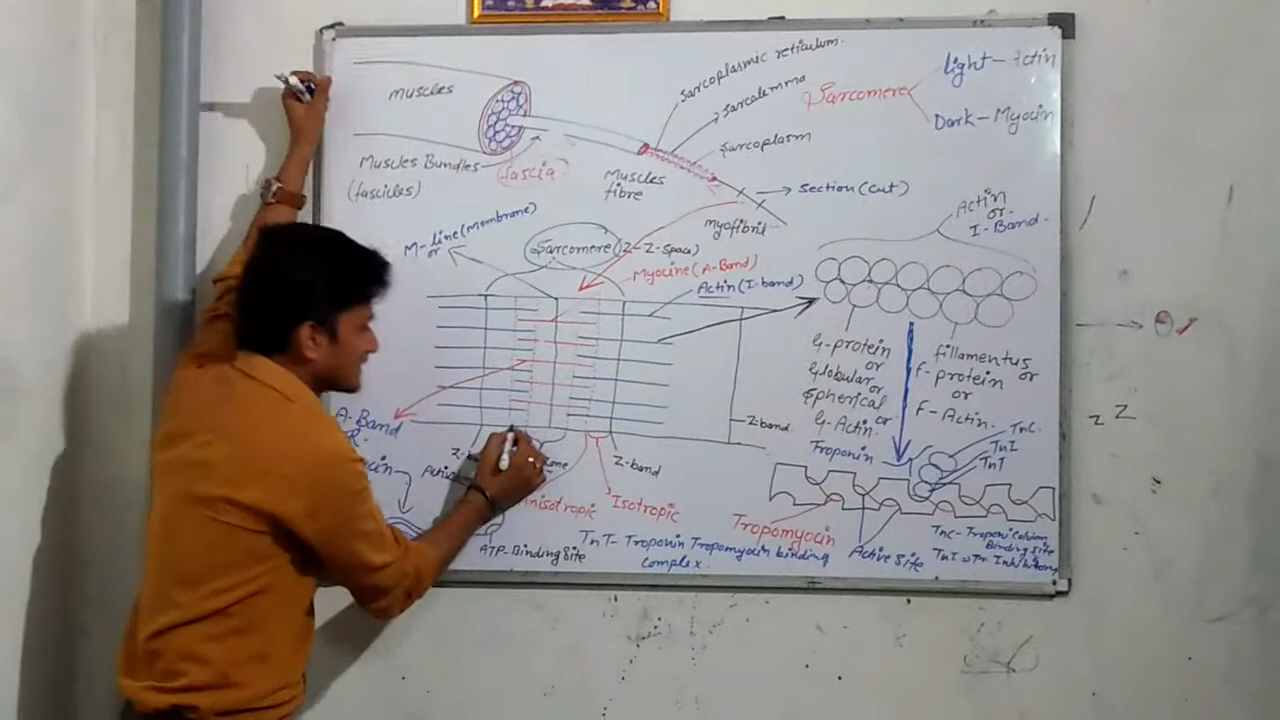 Muscles
Muscles Bundles
(fascicles)
fascia
Muscles
fibre
Sarcoplasmic reticulum
Sarcalemma
Sarcoplasm
Section (cut)
myofibril
Sarcomere
Light - Actin
Dark - Myocin
M-line (Membrane)
or
Sarcomere (Z-Z-Space)
Myocine (A-Band)
Actin (I-band)
Actin
or
I-Band
G-protein
or
Globular
or
Spherical
or
G-Actin
Troponin
fillamentus
or
F-protein
or
F-Actin.
TnC
TnI
TnT
A-Band
Z-band
Z-band
Anisotropic
Isotropic
Tropomyocin
Active Site
ATP-Binding Site
TnT - Troponin Tropomyocin binding
complex.
TnC - Troponi Calcium
Binding Site
Z Z